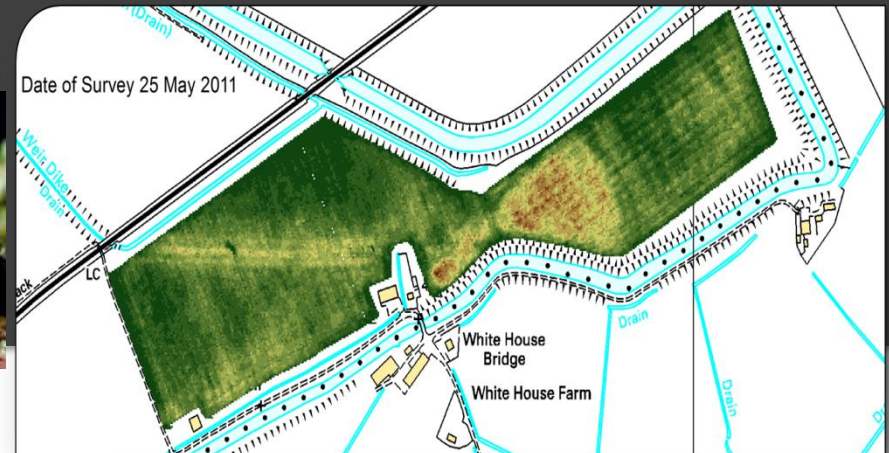 (Drain)
Date of Survey 25 May 2011
Weir Dike
Drain
LC
White House
Bridge
White House Farm
Drain
Drain